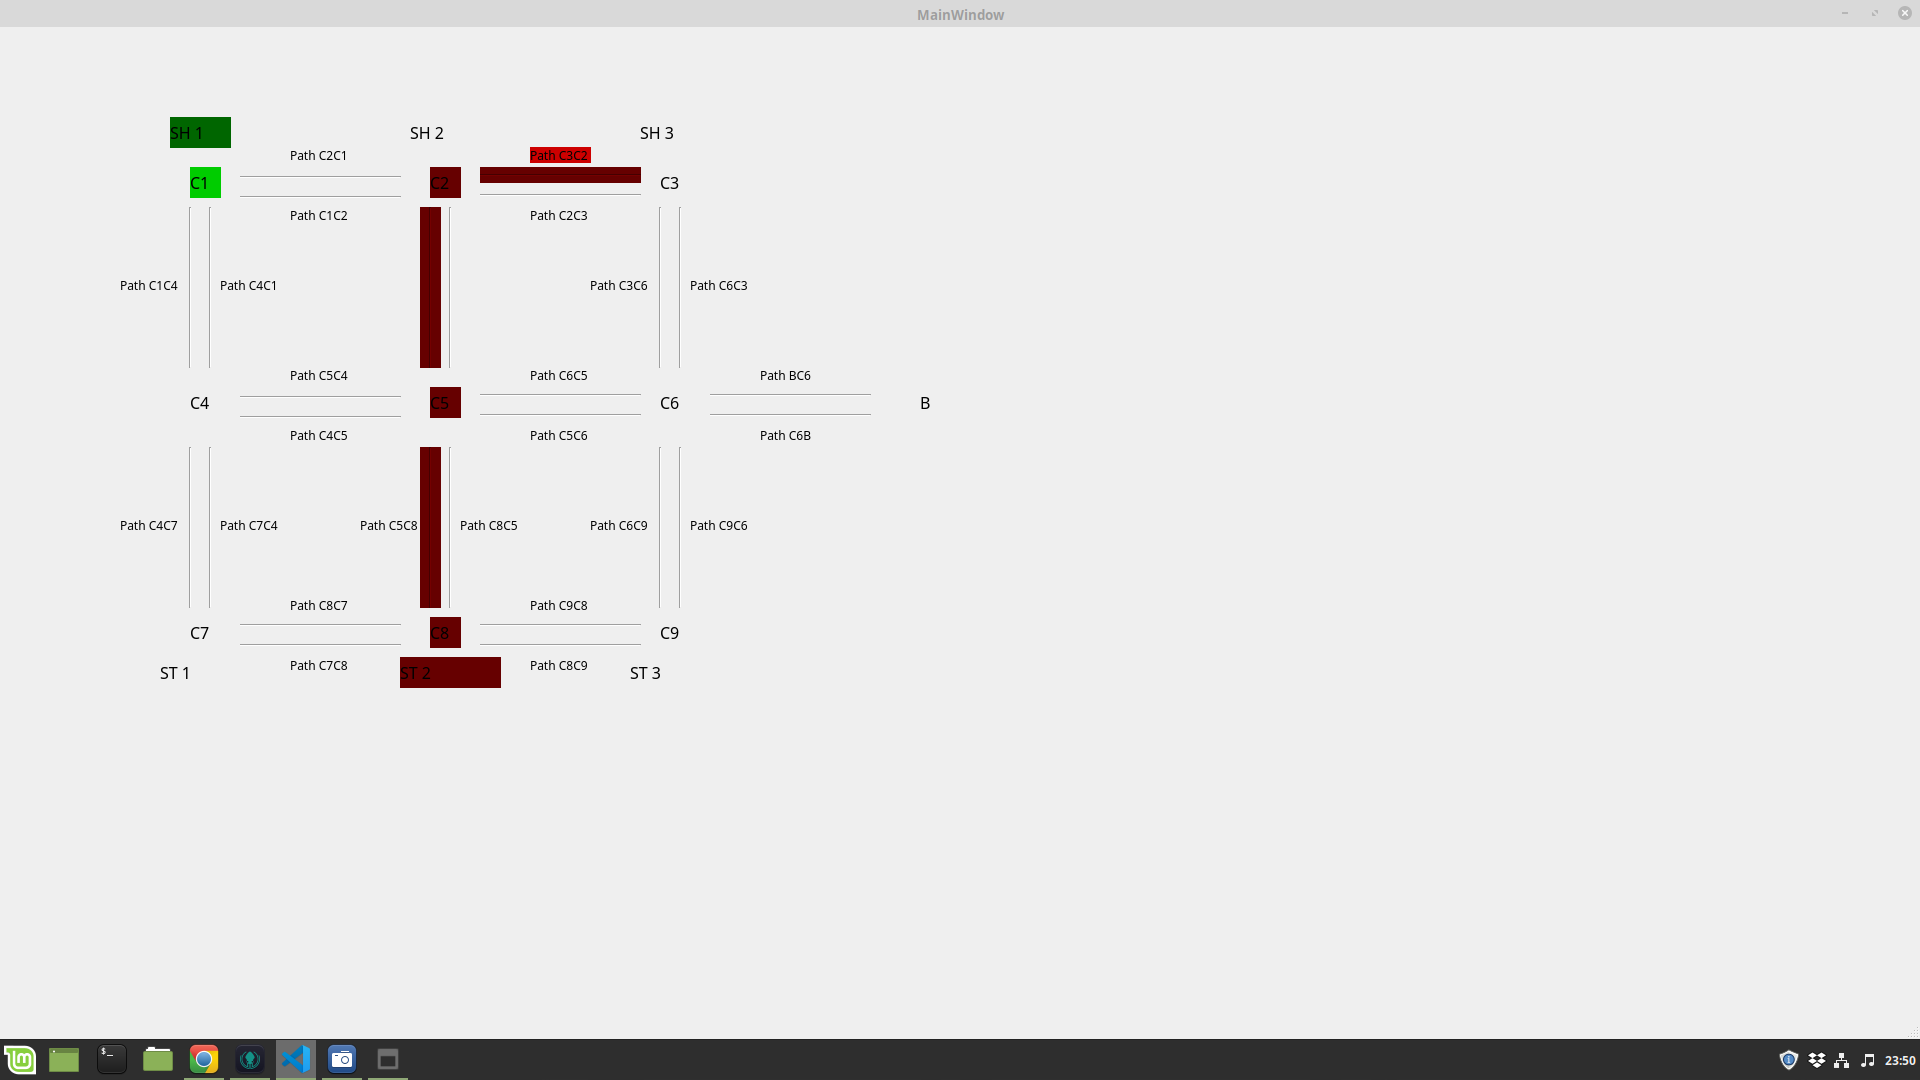 MainWindow
SH 1
SH 2
SH 3
Path C2C1
Path C3C2
C1
C2
C3
Path C1C2
Path C2C3
Path C1C4
Path C4C1
Path C3C6
Path C6C3
Path C5C4
Path C6C5
Path BC6
C4
C5
C6
B
Path C4C5
Path C5C6
Path C6B
Path C4C7
Path C7C4
Path C5C8
Path C8C5
Path C6C9
Path C9C6
Path C8C7
Path C9C8
C7
C8
C9
Path C7C8
Path C8C9
ST 1
ST 2
ST 3
23:50